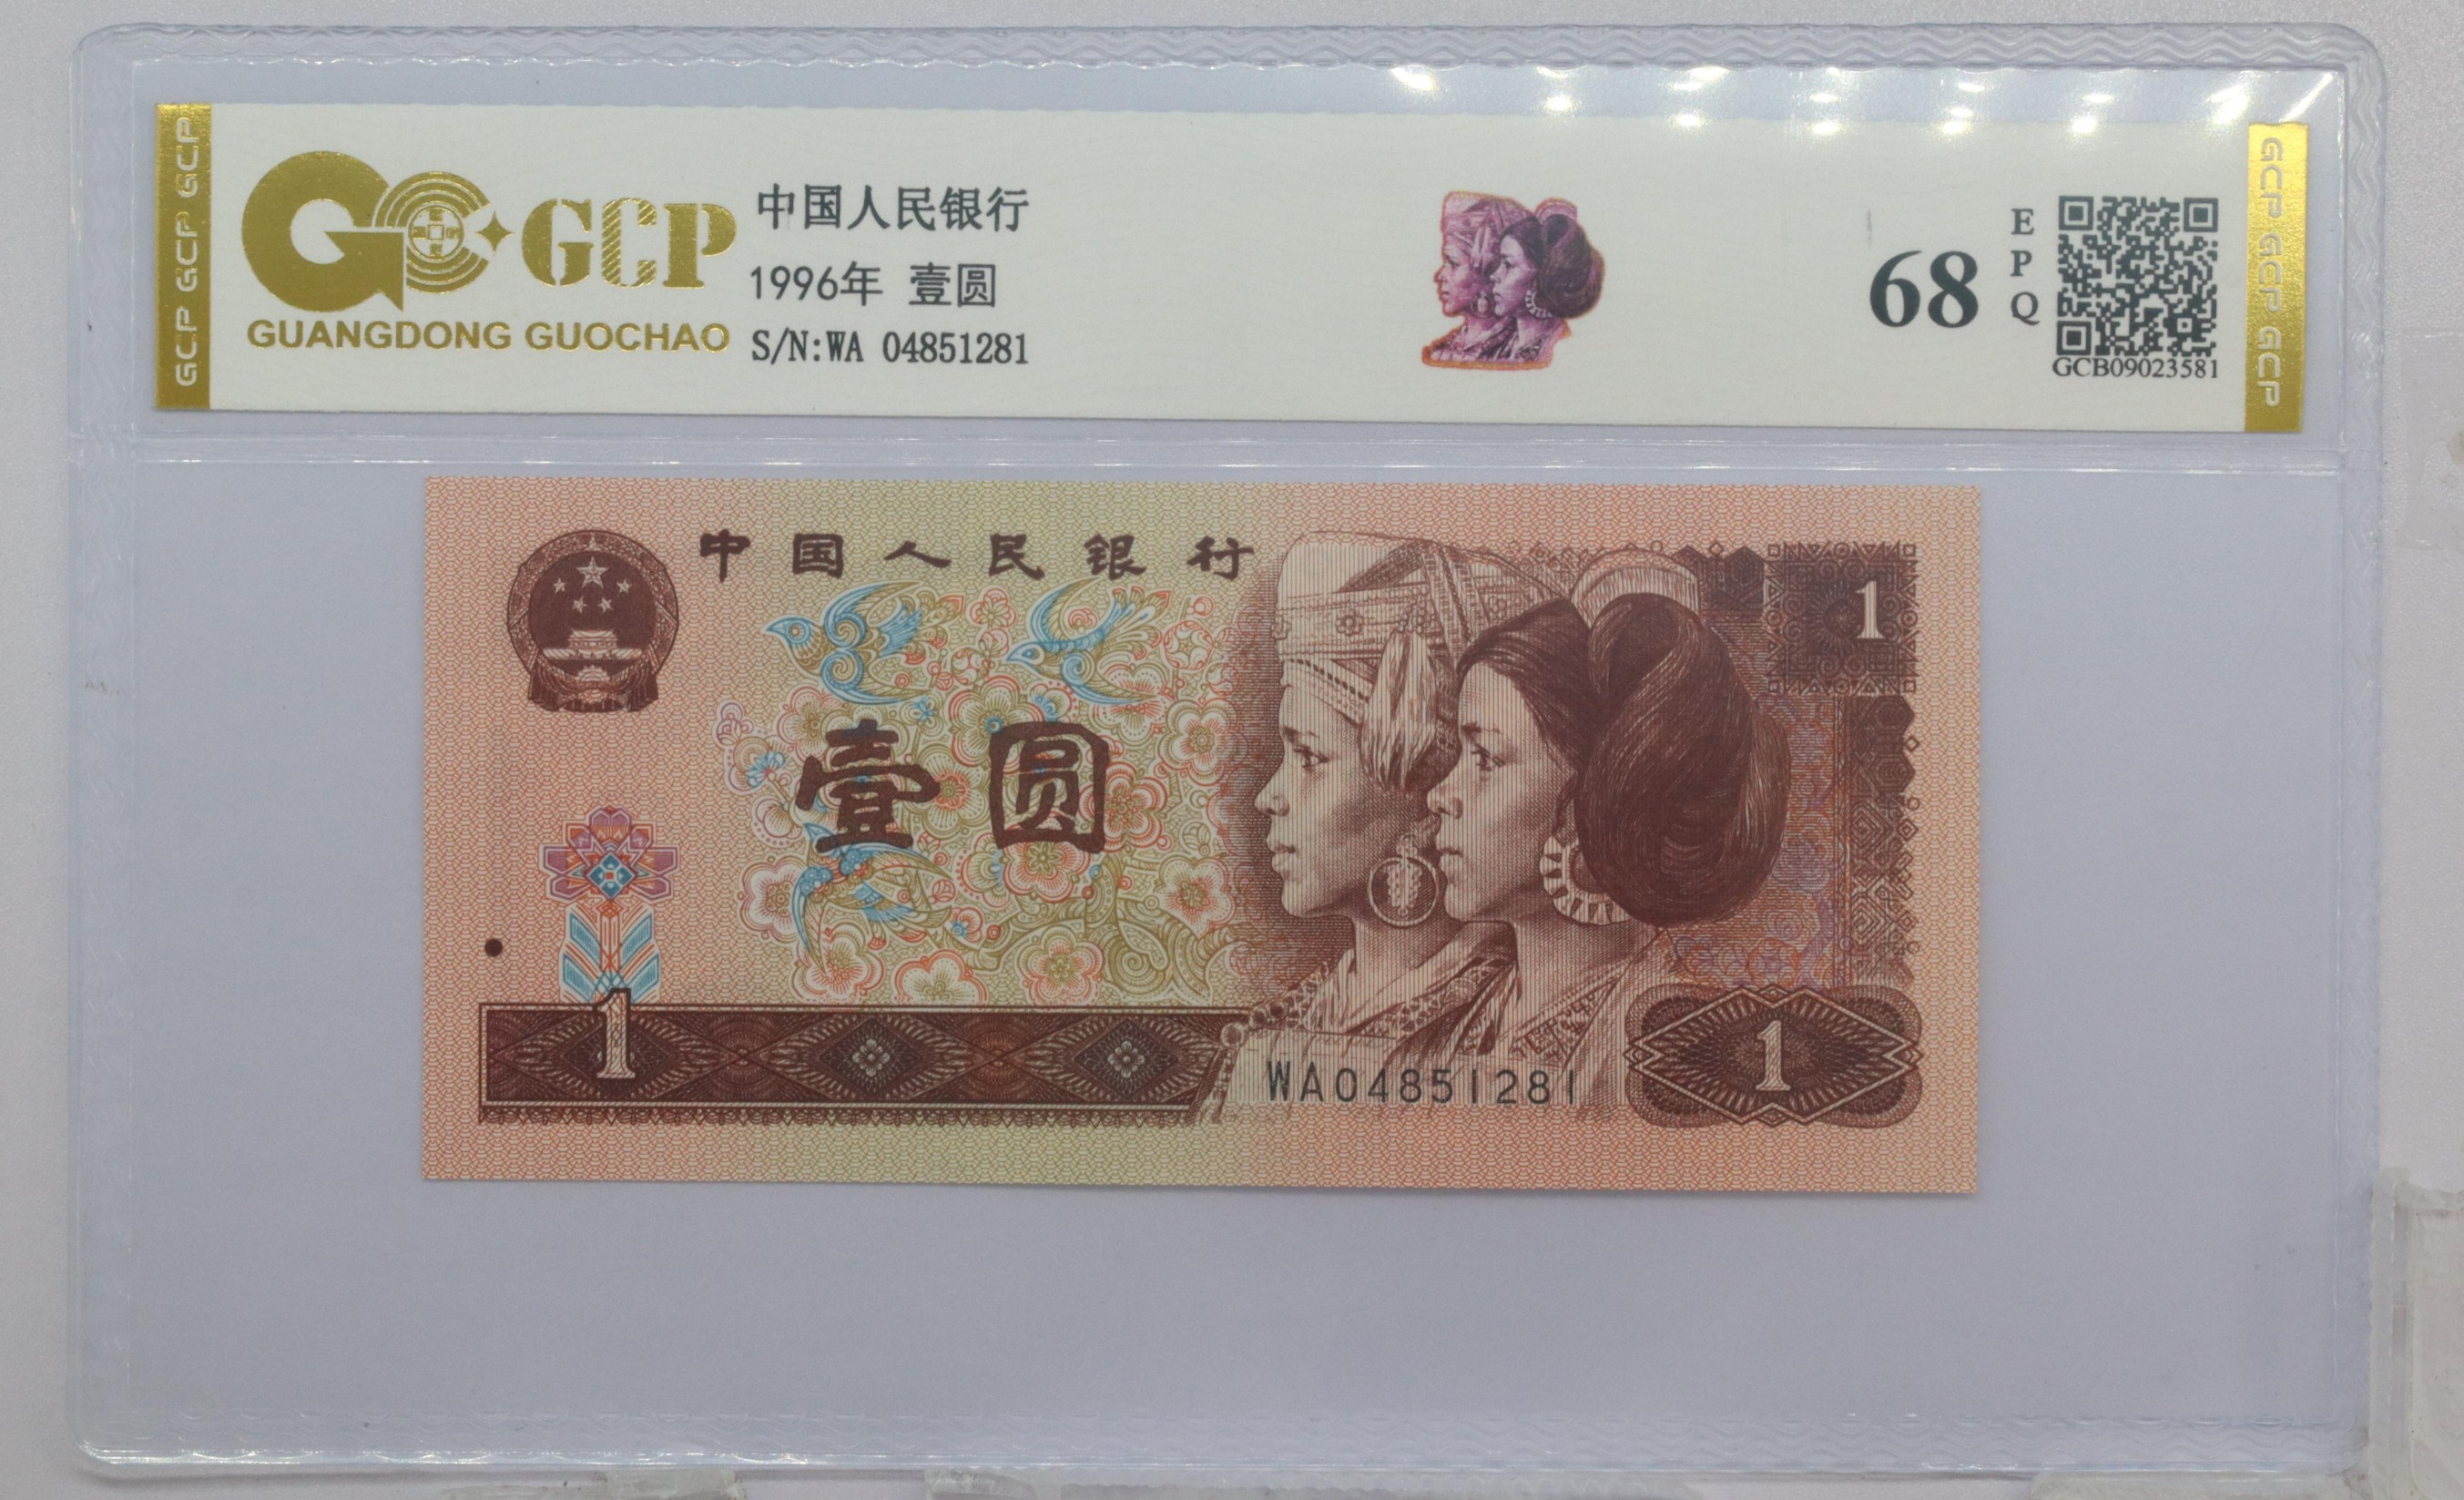 GCP GCP GCP
GCP
GUANGDONG GUOCHAO
中国人民银行
1996年 壹圆
S/N:WA 04851281
68
EPQ
GCB09023581
GCP GCP GCP
中国人民银行
1
壹圆
1
WA04851281
1